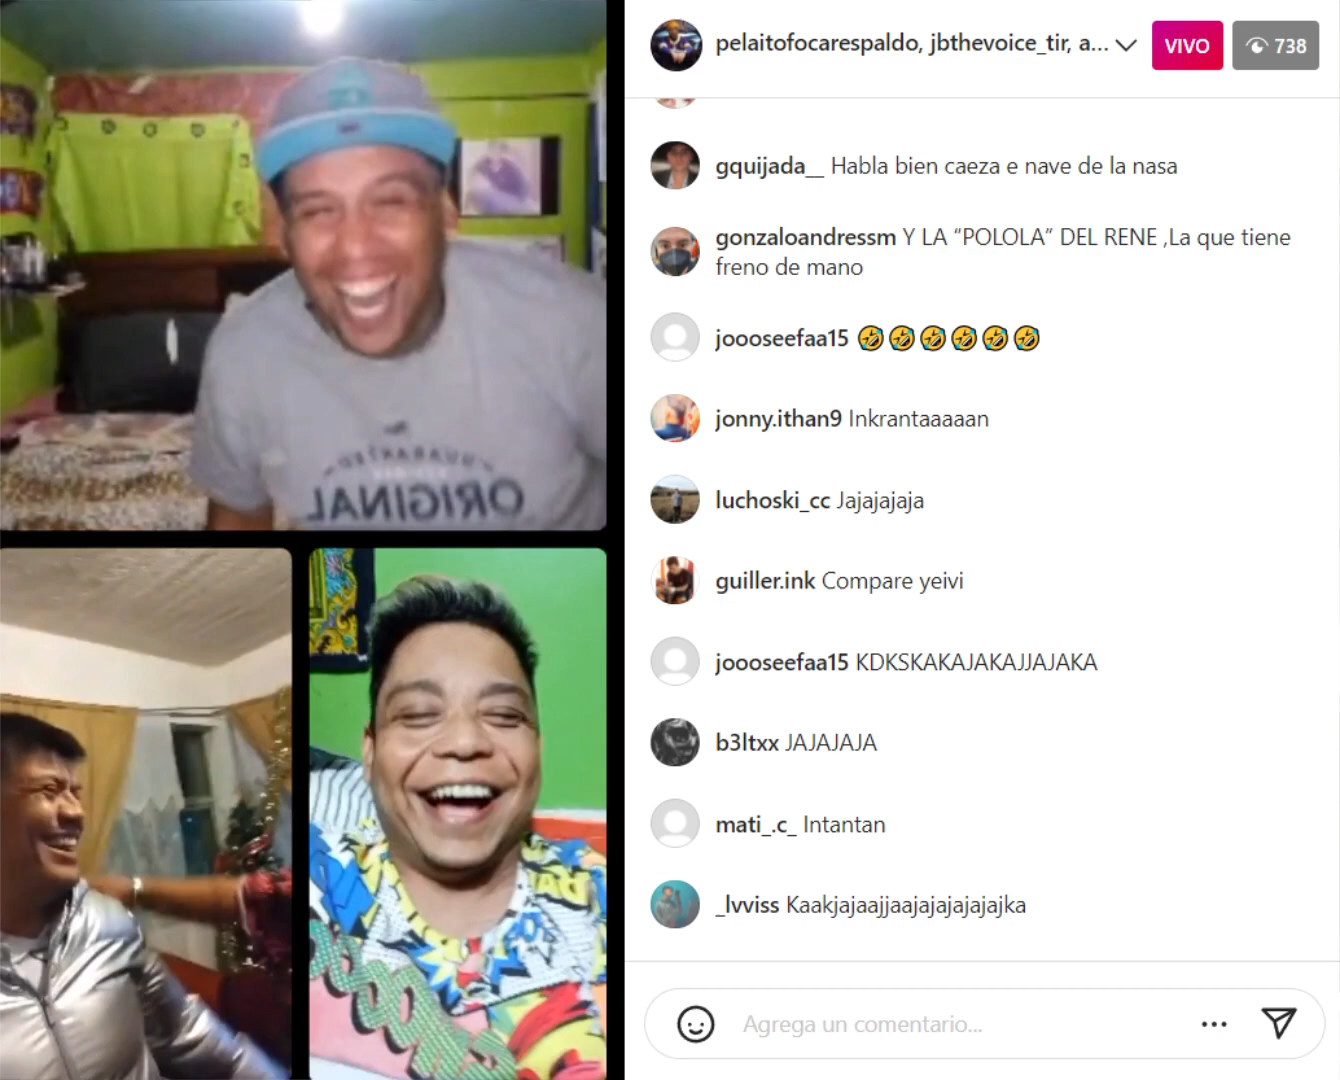 pelaitofocarespaldo, jbthevoice_tir, a...
VIVO
738
gquijada__ Habla bien caeza e nave de la nasa
gonzaloandressm Y LA “POLOLA” DEL RENE ,La que tiene
freno de mano
joooseefaa15 🤣🤣🤣🤣🤣🤣
jonny.ithan9 Inkrantaaaaan
luchoski_cc Jajajajaja
guiller.ink Compare yeivi
joooseefaa15 KDKSKAKAJAKAJJAJAKA
b3ltxx JAJAJAJA
mati_.c_ Intantan
_lvviss Kaakjajaajjaajajajajajajka
Agrega un comentario...
GUARANTEED
ORIGINAL